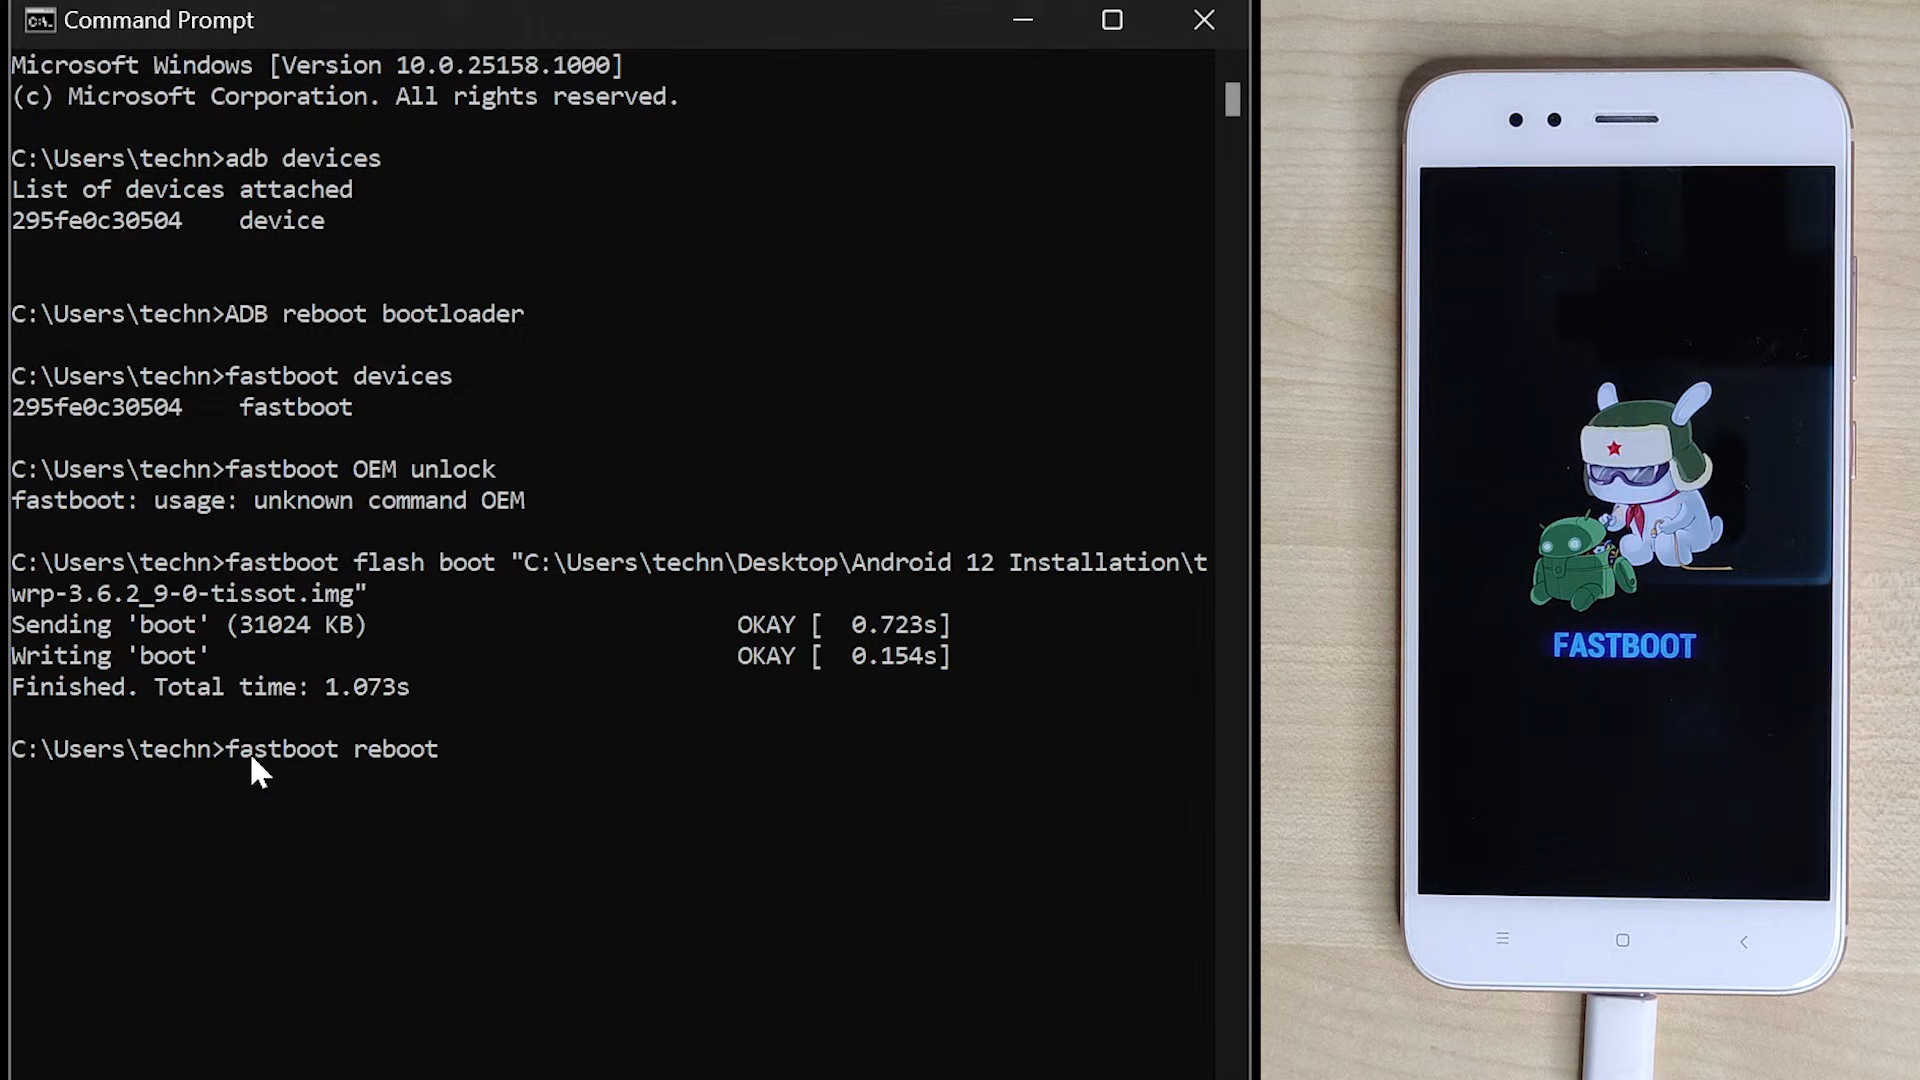 Command Prompt
Microsoft Windows [Version 10.0.25158.1000]
(c) Microsoft Corporation. All rights reserved.
C:\Users\techn>adb devices
List of devices attached
295fe0c30504    device
C:\Users\techn>ADB reboot bootloader
C:\Users\techn>fastboot devices
295fe0c30504    fastboot
C:\Users\techn>fastboot OEM unlock
fastboot: usage: unknown command OEM
C:\Users\techn>fastboot flash boot "C:\Users\techn\Desktop\Android 12 Installation\t
wrp-3.6.2_9-0-tissot.img"
Sending 'boot' (31024 KB)                          OKAY [  0.723s]
Writing 'boot'                                     OKAY [  0.154s]
Finished. Total time: 1.073s
C:\Users\techn>fastboot reboot
FASTBOOT